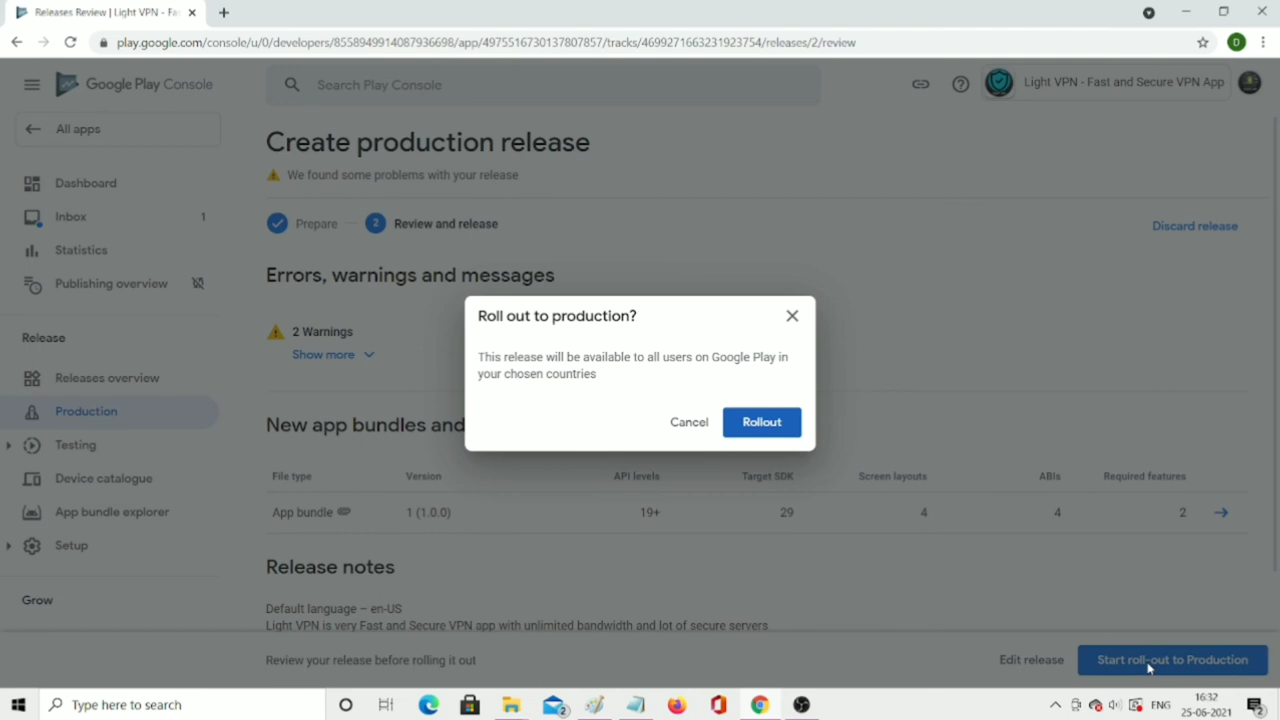 Releases Review | Light VPN - Fas
play.google.com/console/u/0/developers/8558949914087936698/app/4975516730137807857/tracks/4699271663231923754/releases/2/review
D
Google Play Console
Search Play Console
Light VPN - Fast and Secure VPN App
All apps
Create production release
We found some problems with your release
Dashboard
Inbox 1
Prepare
2 Review and release
Discard release
Statistics
Publishing overview
Errors, warnings and messages
Release
2 Warnings
Show more
Roll out to production?
This release will be available to all users on Google Play in
your chosen countries
Cancel
Rollout
Releases overview
Production
Testing
Device catalogue
App bundle explorer
Setup
Grow
New app bundles and
File type Version API levels Target SDK Screen layouts ABIs Required features
App bundle 1 (1.0.0) 19+ 29 4 4 2
Release notes
Default language – en-US
Light VPN is very Fast and Secure VPN app with unlimited bandwidth and lot of secure servers
Review your release before rolling it out
Edit release
Start roll-out to Production
Type here to search
2
ENG
16:32
25-06-2021
2